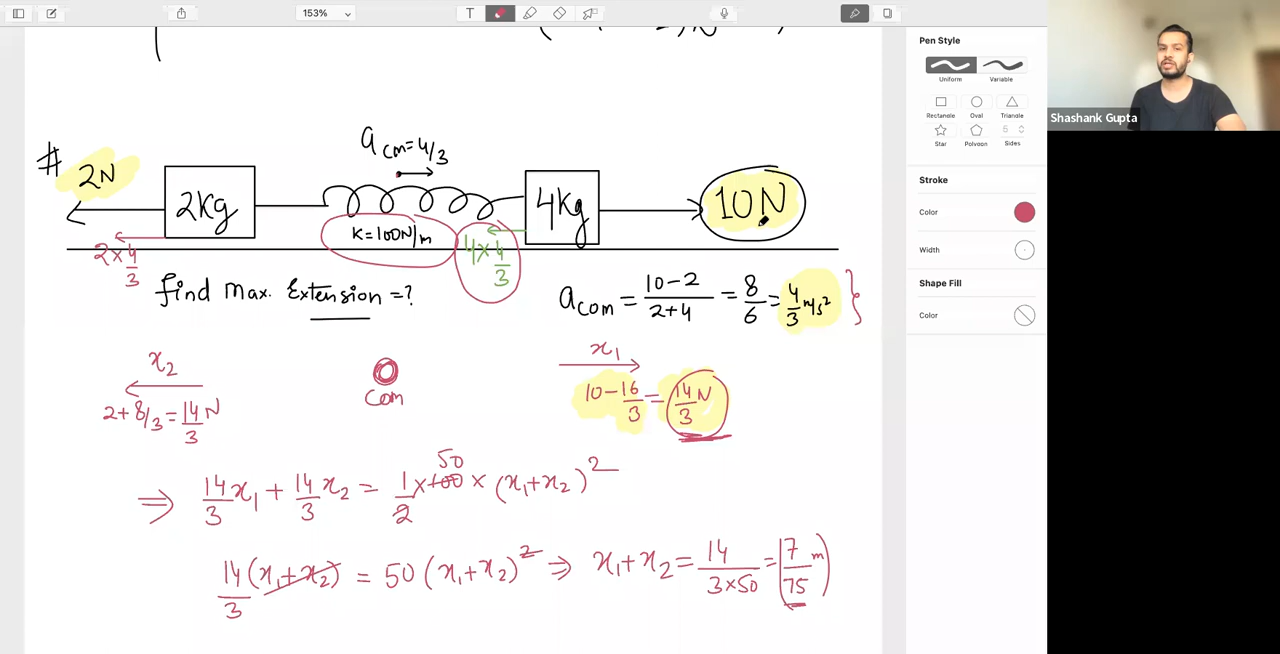 153%
T
Pen Style
Uniform
Variable
Rectangle
Oval
Triangle
Star
Polygon
5
Sides
Stroke
Color
Width
Shape Fill
Color
Shashank Gupta
a cm = 4/3
# 2N
2kg
4kg
10N
K = 100N/m
2 × 4/3
4 × 4/3
find Max. Extension = ?
a com = (10 - 2)/(2 + 4) = 8/6 = 4/3 m/s²
x₂
com
x₁
2 + 8/3 = 14/3 N
10 - 16/3 = 14/3 N
50
⇒ 14/3 x₁ + 14/3 x₂ = 1/2 × 100 × (x₁ + x₂)²
14/3 (x₁ + x₂) = 50 (x₁ + x₂)² ⇒ x₁ + x₂ = 14/(3 × 50) = 7/75 m